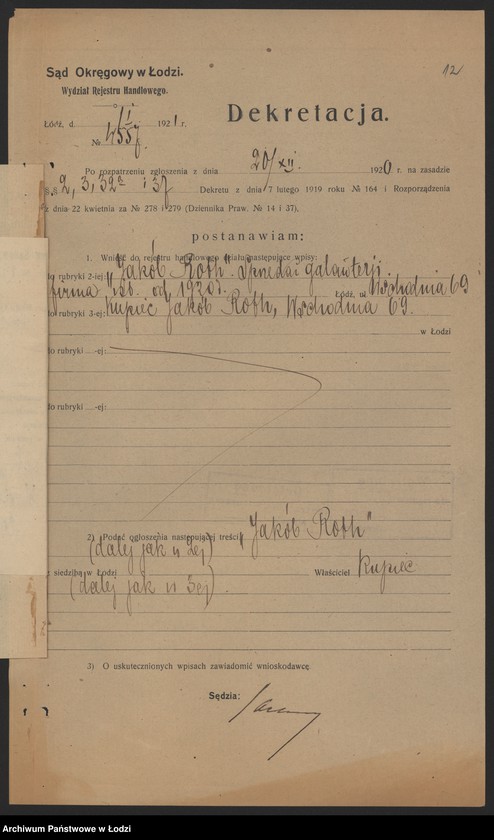 12
Sąd Okręgowy w Łodzi.
Wydział Rejestru Handlowego.
Łódź, d. 1921 r.
Dekretacja.
№ 4557
Po rozpatrzeniu zgłoszenia z dnia 20/XII. 1920 r. na zasadzie
2, 3, 32a i 37 Dekretu z dnia 7 lutego 1919 roku № 164 i Rozporządzenia
z dnia 22 kwietnia za № 278 i 279 (Dziennika Praw. № 14 i 37),
postanawiam:
1. Wnieść do rejestru handlowego działu następujące wpisy:
do rubryki 2-iej: "Jakób Roth". Sprzedaż galanterji.
firma od 1920 r. Łódź, ul. Wschodnia 69
do rubryki 3-ej: Kupiec Jakób Roth, Wschodnia 69.
w Łodzi
do rubryki -ej:
do rubryki -ej:
2) Podać ogłoszenia następującej treści: "Jakób Roth"
(dalej jak w 2ej)
z siedzibą w Łodzi Właściciel Kupiec
(dalej jak w 3ej)
3) O uskutecznionych wpisach zawiadomić wnioskodawcę
Sędzia:
Archiwum Państwowe w Łodzi